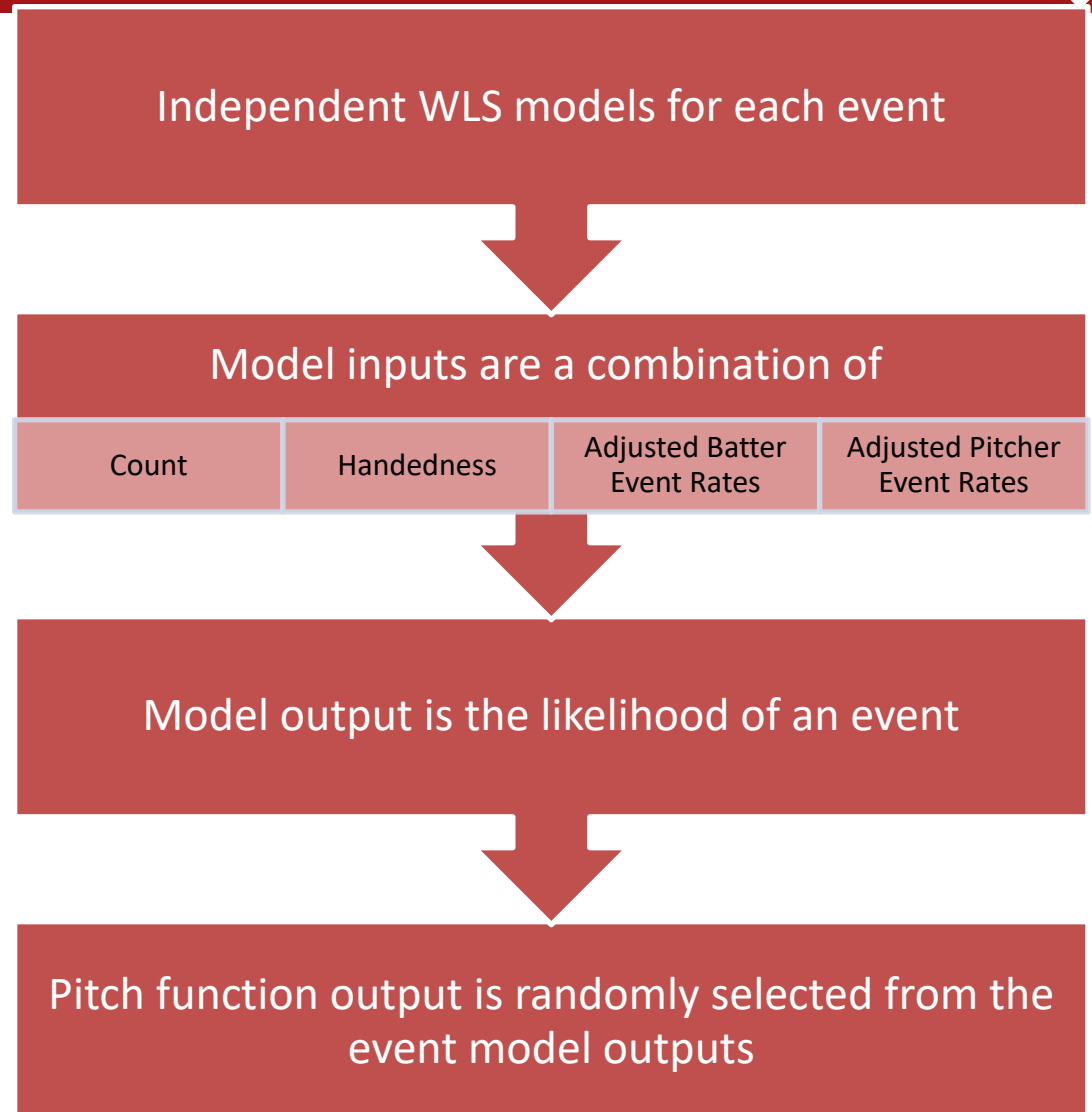 Independent WLS models for each event
Model inputs are a combination of
Count
Handedness
Adjusted Batter
Event Rates
Adjusted Pitcher
Event Rates
Model output is the likelihood of an event
Pitch function output is randomly selected from the
event model outputs